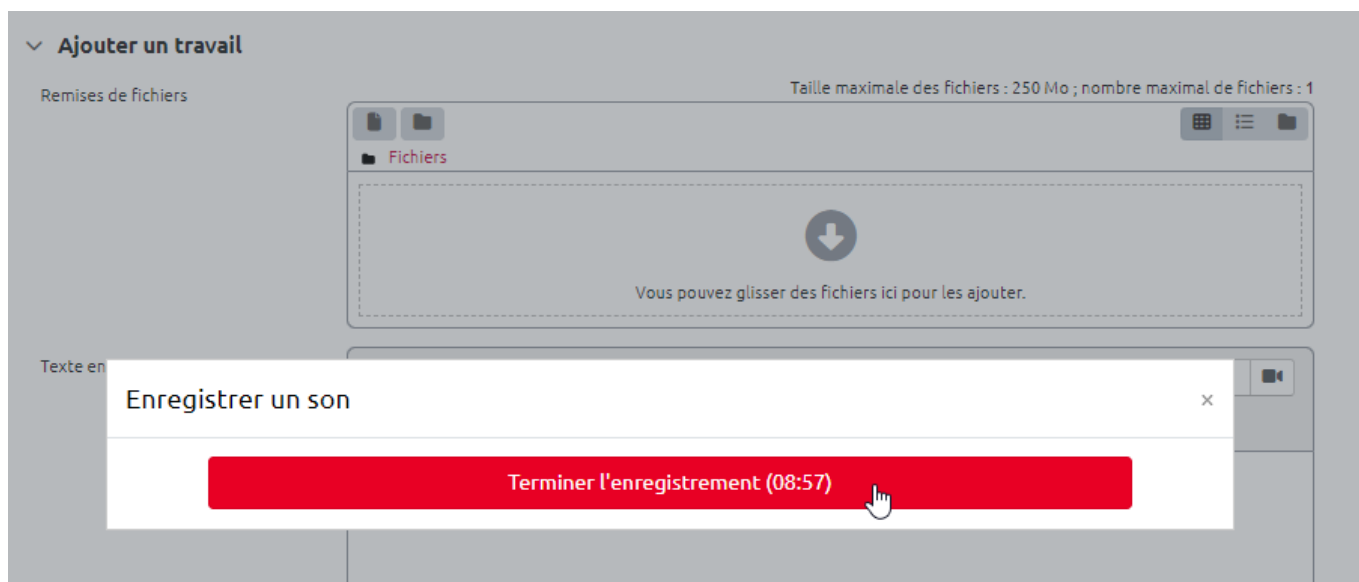 Ajouter un travail
Remises de fichiers
Taille maximale des fichiers : 250 Mo ; nombre maximal de fichiers : 1
Fichiers
Vous pouvez glisser des fichiers ici pour les ajouter.
Texte en
Enregistrer un son
×
Terminer l'enregistrement (08:57)